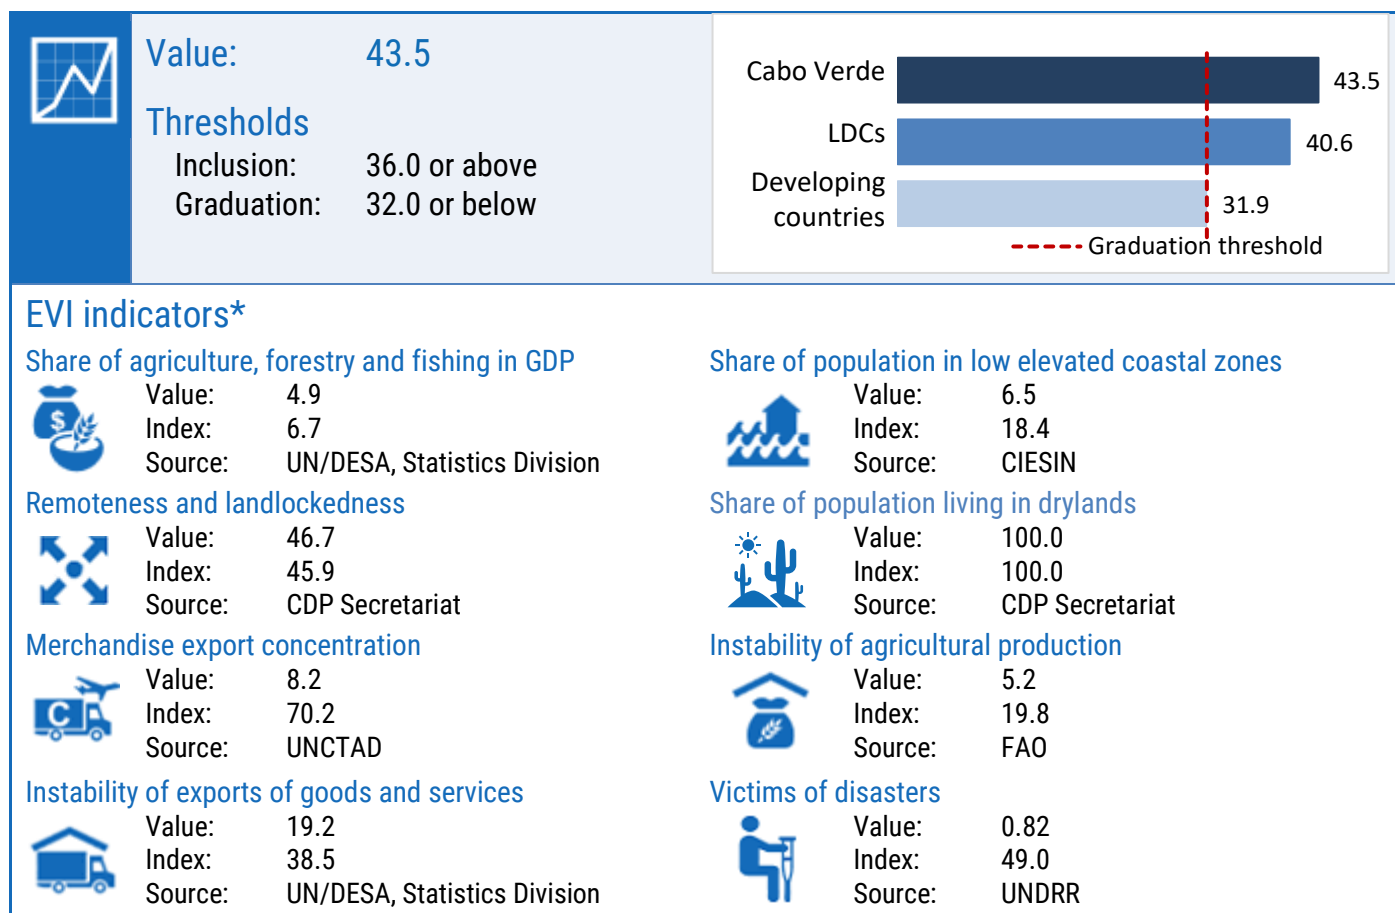 Value: 43.5
Thresholds
Inclusion: 36.0 or above
Graduation: 32.0 or below
Cabo Verde 43.5
LDCs 40.6
Developing
countries 31.9
Graduation threshold
EVI indicators*
Share of agriculture, forestry and fishing in GDP
$
Value: 4.9
Index: 6.7
Source: UN/DESA, Statistics Division
Share of population in low elevated coastal zones
Value: 6.5
Index: 18.4
Source: CIESIN
Remoteness and landlockedness
Value: 46.7
Index: 45.9
Source: CDP Secretariat
Share of population living in drylands
Value: 100.0
Index: 100.0
Source: CDP Secretariat
Merchandise export concentration
C
Value: 8.2
Index: 70.2
Source: UNCTAD
Instability of agricultural production
Value: 5.2
Index: 19.8
Source: FAO
Instability of exports of goods and services
Value: 19.2
Index: 38.5
Source: UN/DESA, Statistics Division
Victims of disasters
Value: 0.82
Index: 49.0
Source: UNDRR